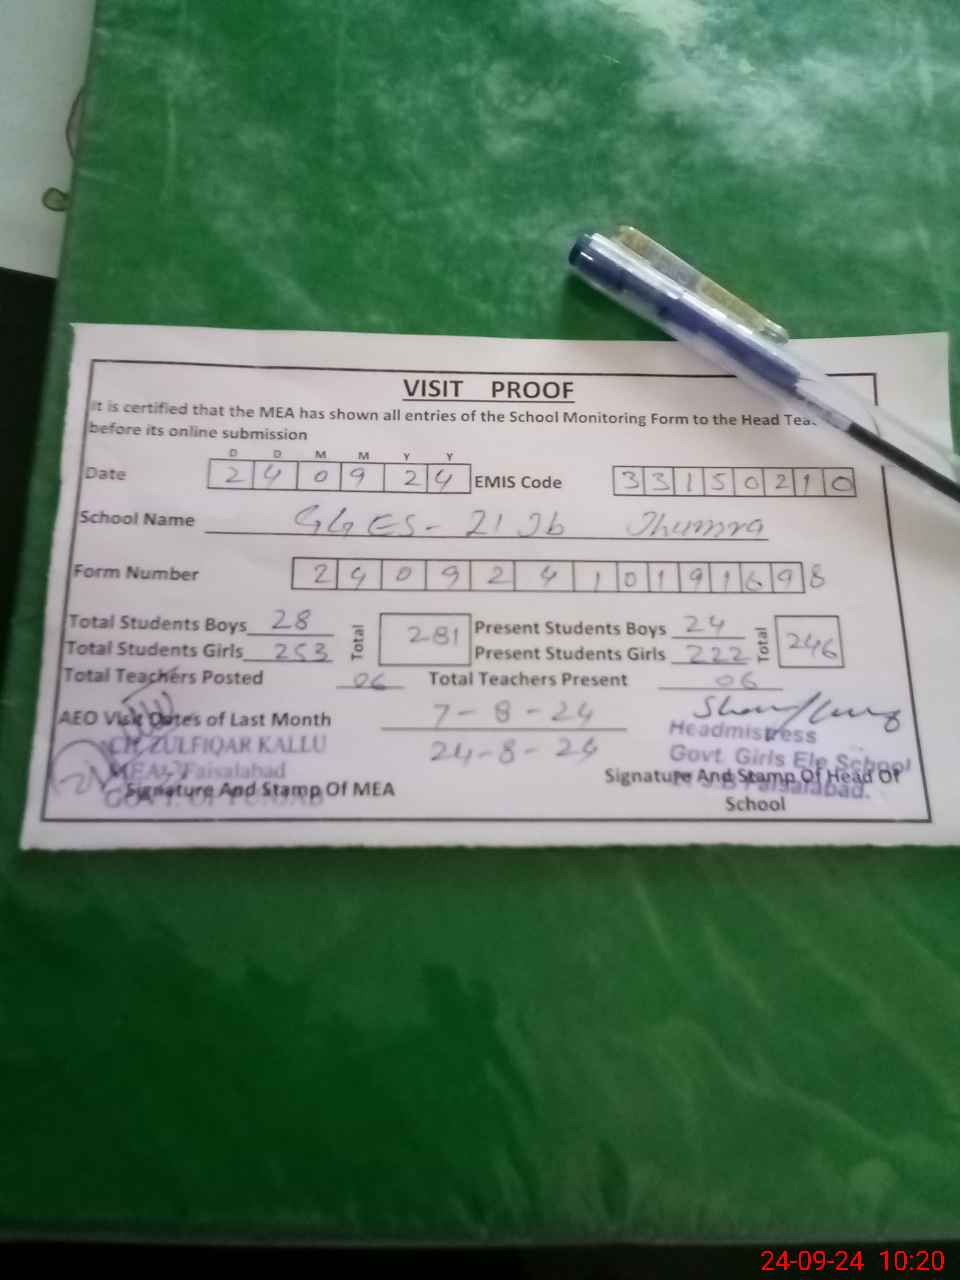 VISIT PROOF
It is certified that the MEA has shown all entries of the School Monitoring Form to the Head Tea
before its online submission
D D M M Y Y
Date 2 4 0 9 2 4 EMIS Code 3 3 1 5 0 2 1 0
School Name GGES - 21 Jb Jhumra
Form Number 2 4 0 9 2 4 1 0 1 9 1 6 9 8
Total Students Boys 28 Total 281 Present Students Boys 24 Total 246
Total Students Girls 253 Present Students Girls 222
Total Teachers Posted 06 Total Teachers Present 06
AEO Visit Dates of Last Month 7-8-24
24-8-24
CH. ZULFIQAR KALLU
MEA, Faisalabad
GOVT. OF PUNJAB
Signature And Stamp Of MEA
Headmistress
Govt. Girls Ele School
Faisalabad.
Signature And Stamp Of Head Of
School
24-09-24 10:20